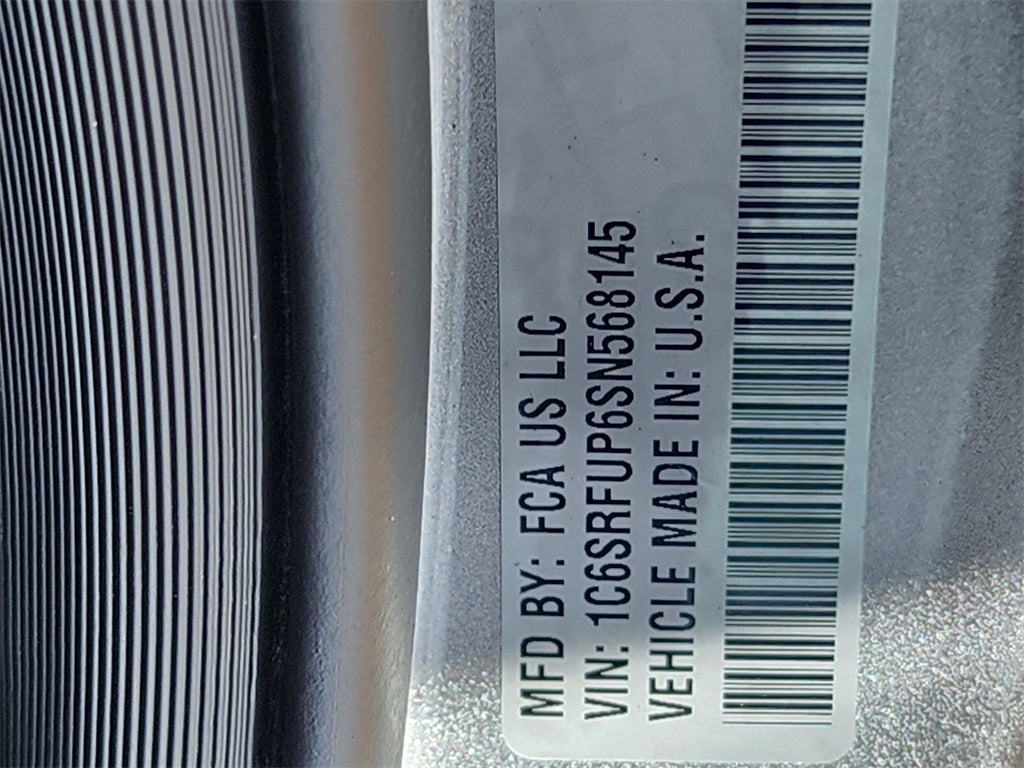 MFD BY: FCA US LLC
VIN: 1C6SRFUP6SN568145
VEHICLE MADE IN: U.S.A.